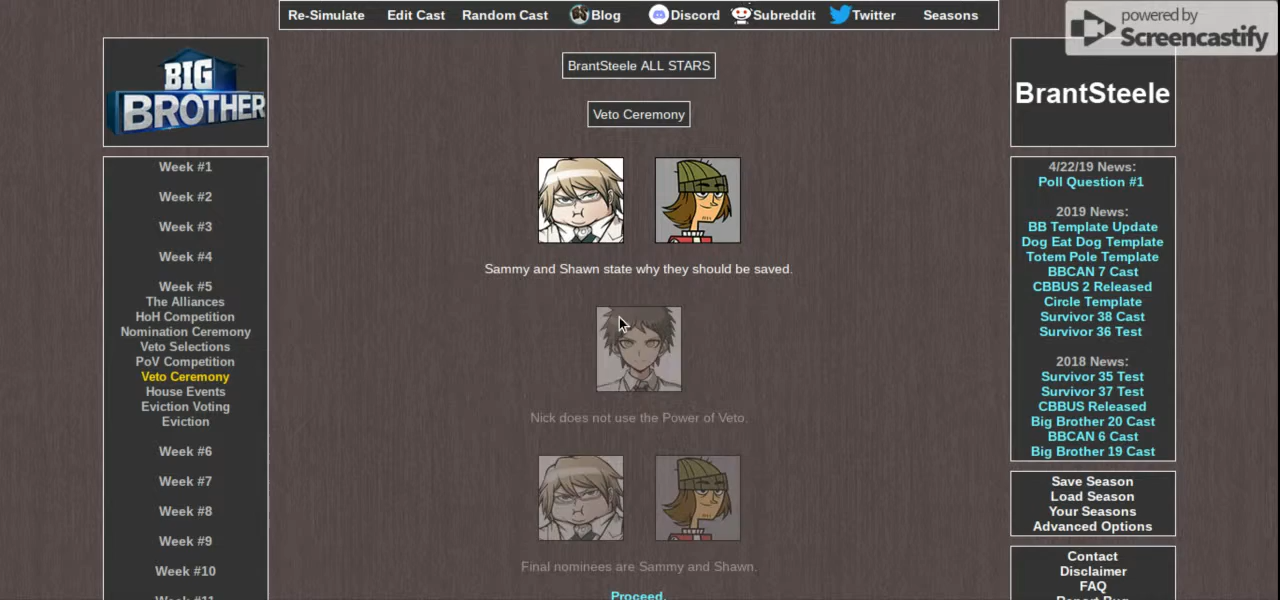 Re-Simulate Edit Cast Random Cast Blog Discord Subreddit Twitter Seasons
powered by
Screencastify
BIG
BROTHER
Week #1
Week #2
Week #3
Week #4
Week #5
The Alliances
HoH Competition
Nomination Ceremony
Veto Selections
PoV Competition
Veto Ceremony
House Events
Eviction Voting
Eviction
Week #6
Week #7
Week #8
Week #9
Week #10
Week #11
BrantSteele ALL STARS
Veto Ceremony
Sammy and Shawn state why they should be saved.
Nick does not use the Power of Veto.
Final nominees are Sammy and Shawn.
Proceed.
BrantSteele
4/22/19 News:
Poll Question #1
2019 News:
BB Template Update
Dog Eat Dog Template
Totem Pole Template
BBCAN 7 Cast
CBBUS 2 Released
Circle Template
Survivor 38 Cast
Survivor 36 Test
2018 News:
Survivor 35 Test
Survivor 37 Test
CBBUS Released
Big Brother 20 Cast
BBCAN 6 Cast
Big Brother 19 Cast
Save Season
Load Season
Your Seasons
Advanced Options
Contact
Disclaimer
FAQ
Report Bug